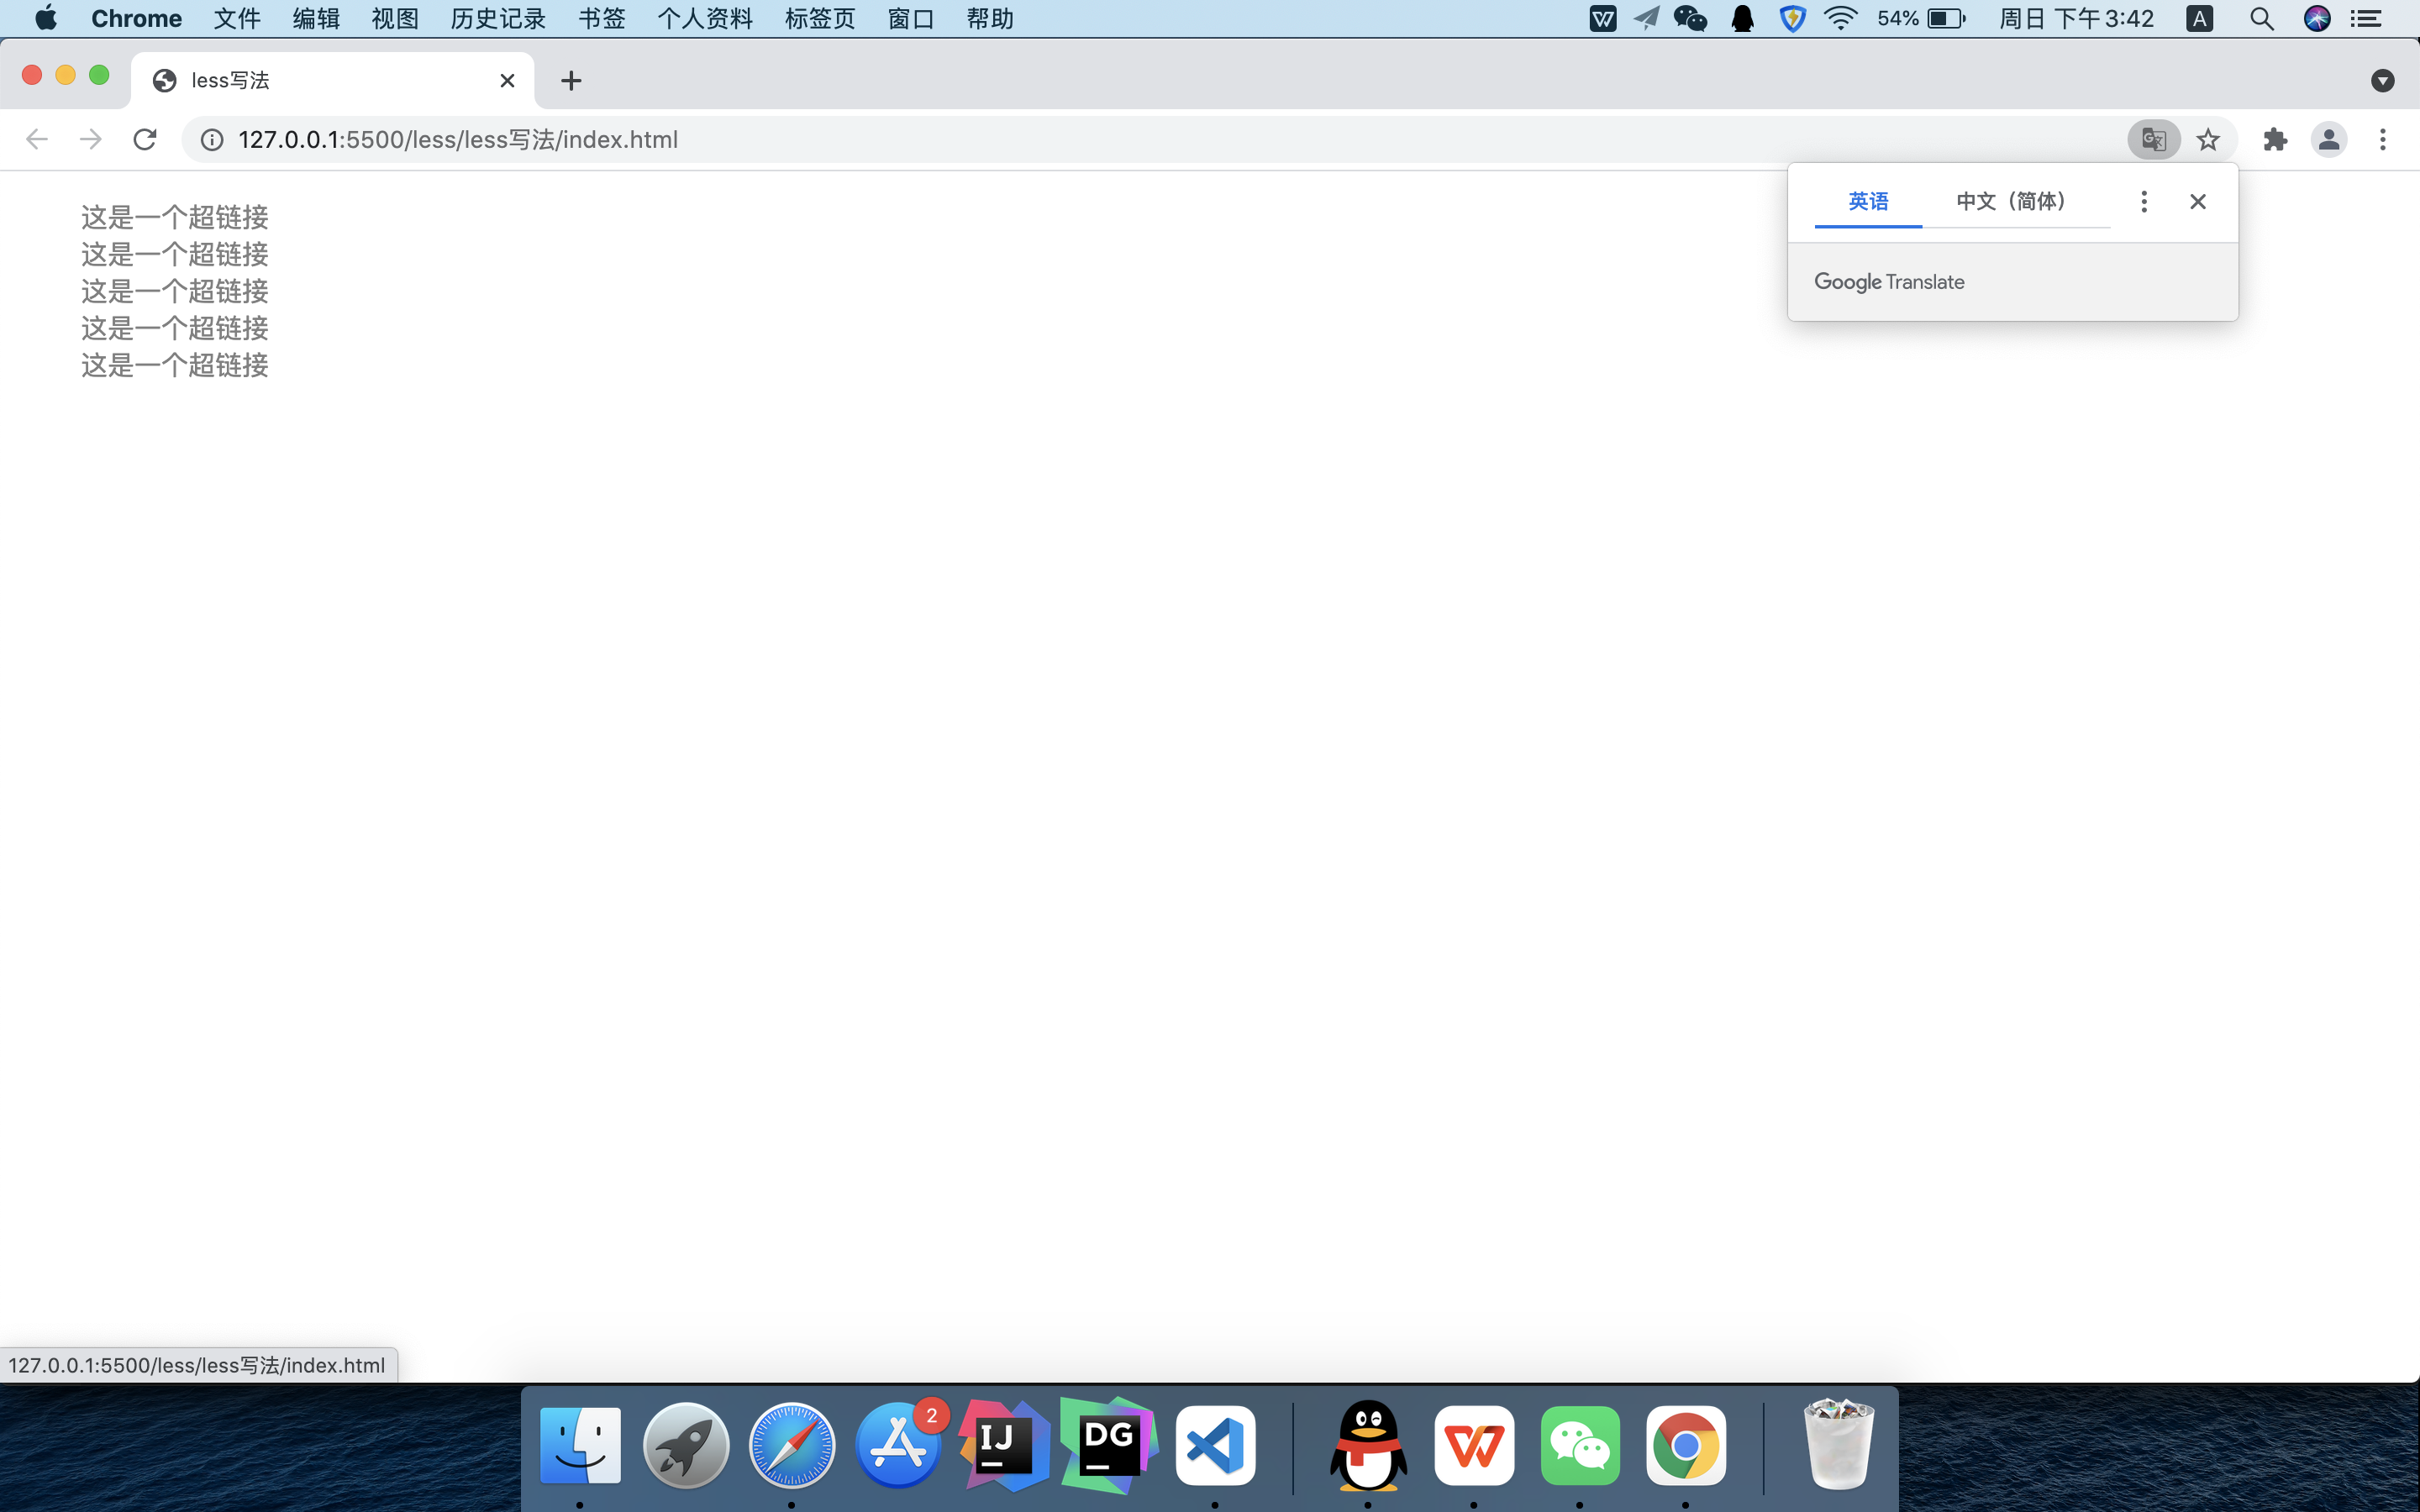 Chrome 文件 编辑 视图 历史记录 书签 个人资料 标签页 窗口 帮助 54% 周日 下午3:42 A
less写法
127.0.0.1:5500/less/less写法/index.html
英语 中文（简体）
Google Translate
这是一个超链接
这是一个超链接
这是一个超链接
这是一个超链接
这是一个超链接
127.0.0.1:5500/less/less写法/index.html
2
IJ
DG